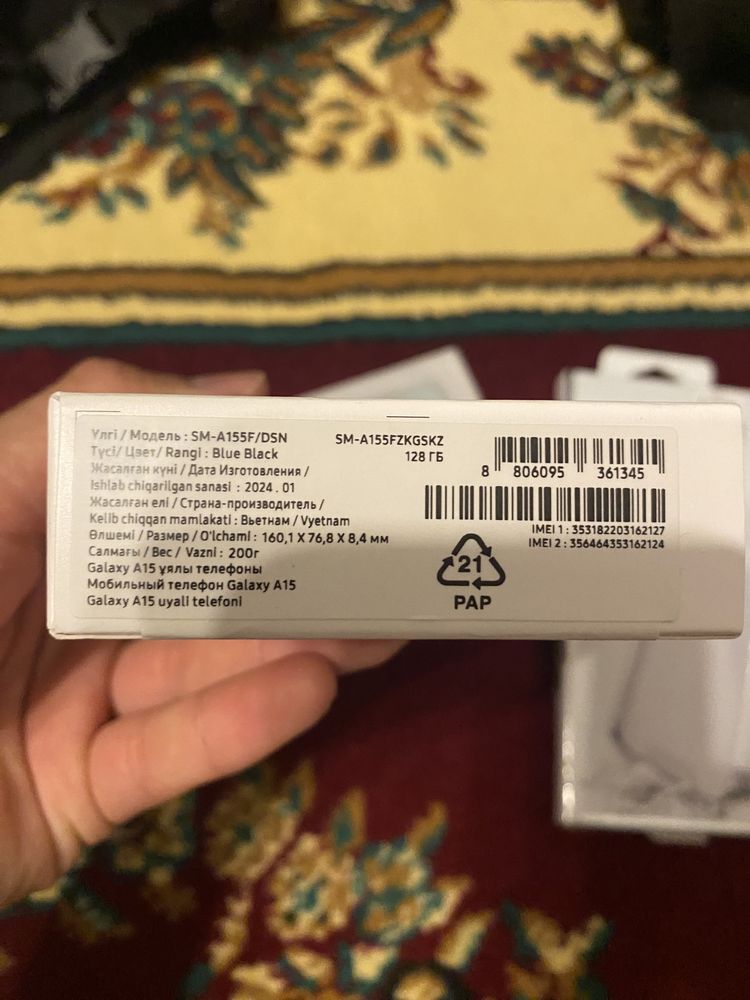 Үлгі / Модель : SM-A155F/DSN
Түсі/ Цвет/ Rangi : Blue Black
Жасалған күні / Дата Изготовления /
Ishlab chiqarilgan sanasi : 2024 . 01
Жасалған елі / Страна-производитель /
Kelib chiqqan mamlakati : Вьетнам / Vyetnam
Өлшемі / Размер / O'lchami : 160,1 X 76,8 X 8,4 мм
Салмағы / Вес / Vazni : 200г
Galaxy A15 ұялы телефоны
Мобильный телефон Galaxy A15
Galaxy A15 uyali telefoni
SM-A155FZKGSKZ
128 ГБ
8 806095 361345
IMEI 1 : 353182203162127
IMEI 2 : 356464353162124
21
PAP